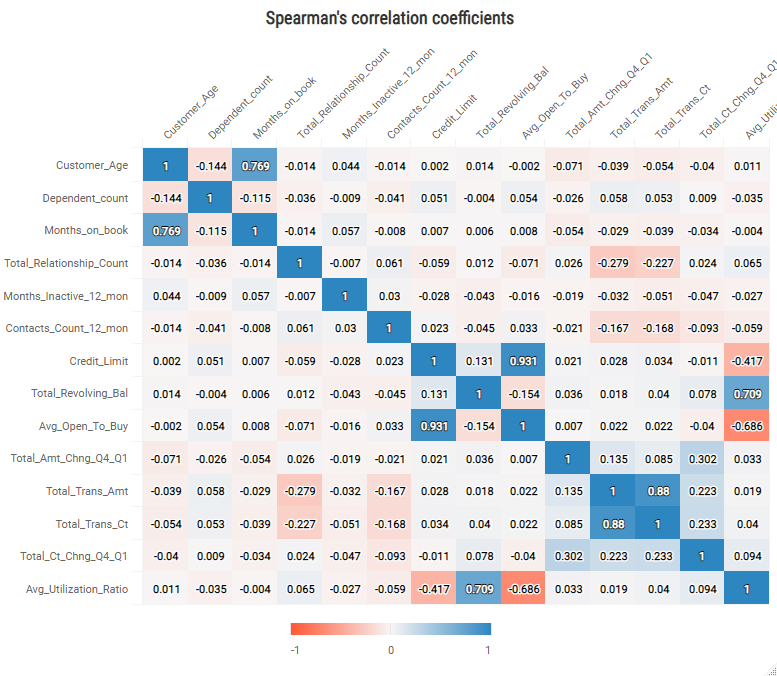 Spearman's correlation coefficients
Customer_Age Dependent_count Months_on_book Total_Relationship_Count Months_Inactive_12_mon Contacts_Count_12_mon Credit_Limit Total_Revolving_Bal Avg_Open_To_Buy Total_Amt_Chng_Q4_Q1 Total_Trans_Amt Total_Trans_Ct Total_Ct_Chng_Q4_Q1 Avg_Utili
Customer_Age 1 -0.144 0.769 -0.014 0.044 -0.014 0.002 0.014 -0.002 -0.071 -0.039 -0.054 -0.04 0.011
Dependent_count -0.144 1 -0.115 -0.036 -0.009 -0.041 0.051 -0.004 0.054 -0.026 0.058 0.053 0.009 -0.035
Months_on_book 0.769 -0.115 1 -0.014 0.057 -0.008 0.007 0.006 0.008 -0.054 -0.029 -0.039 -0.034 -0.004
Total_Relationship_Count -0.014 -0.036 -0.014 1 -0.007 0.061 -0.059 0.012 -0.071 0.026 -0.279 -0.227 0.024 0.065
Months_Inactive_12_mon 0.044 -0.009 0.057 -0.007 1 0.03 -0.028 -0.043 -0.016 -0.019 -0.032 -0.051 -0.047 -0.027
Contacts_Count_12_mon -0.014 -0.041 -0.008 0.061 0.03 1 0.023 -0.045 0.033 -0.021 -0.167 -0.168 -0.093 -0.059
Credit_Limit 0.002 0.051 0.007 -0.059 -0.028 0.023 1 0.131 0.931 0.021 0.028 0.034 -0.011 -0.417
Total_Revolving_Bal 0.014 -0.004 0.006 0.012 -0.043 -0.045 0.131 1 -0.154 0.036 0.018 0.04 0.078 0.709
Avg_Open_To_Buy -0.002 0.054 0.008 -0.071 -0.016 0.033 0.931 -0.154 1 0.007 0.022 0.022 -0.04 -0.686
Total_Amt_Chng_Q4_Q1 -0.071 -0.026 -0.054 0.026 -0.019 -0.021 0.021 0.036 0.007 1 0.135 0.085 0.302 0.033
Total_Trans_Amt -0.039 0.058 -0.029 -0.279 -0.032 -0.167 0.028 0.018 0.022 0.135 1 0.88 0.223 0.019
Total_Trans_Ct -0.054 0.053 -0.039 -0.227 -0.051 -0.168 0.034 0.04 0.022 0.085 0.88 1 0.233 0.04
Total_Ct_Chng_Q4_Q1 -0.04 0.009 -0.034 0.024 -0.047 -0.093 -0.011 0.078 -0.04 0.302 0.223 0.233 1 0.094
Avg_Utilization_Ratio 0.011 -0.035 -0.004 0.065 -0.027 -0.059 -0.417 0.709 -0.686 0.033 0.019 0.04 0.094 1
-1 0 1